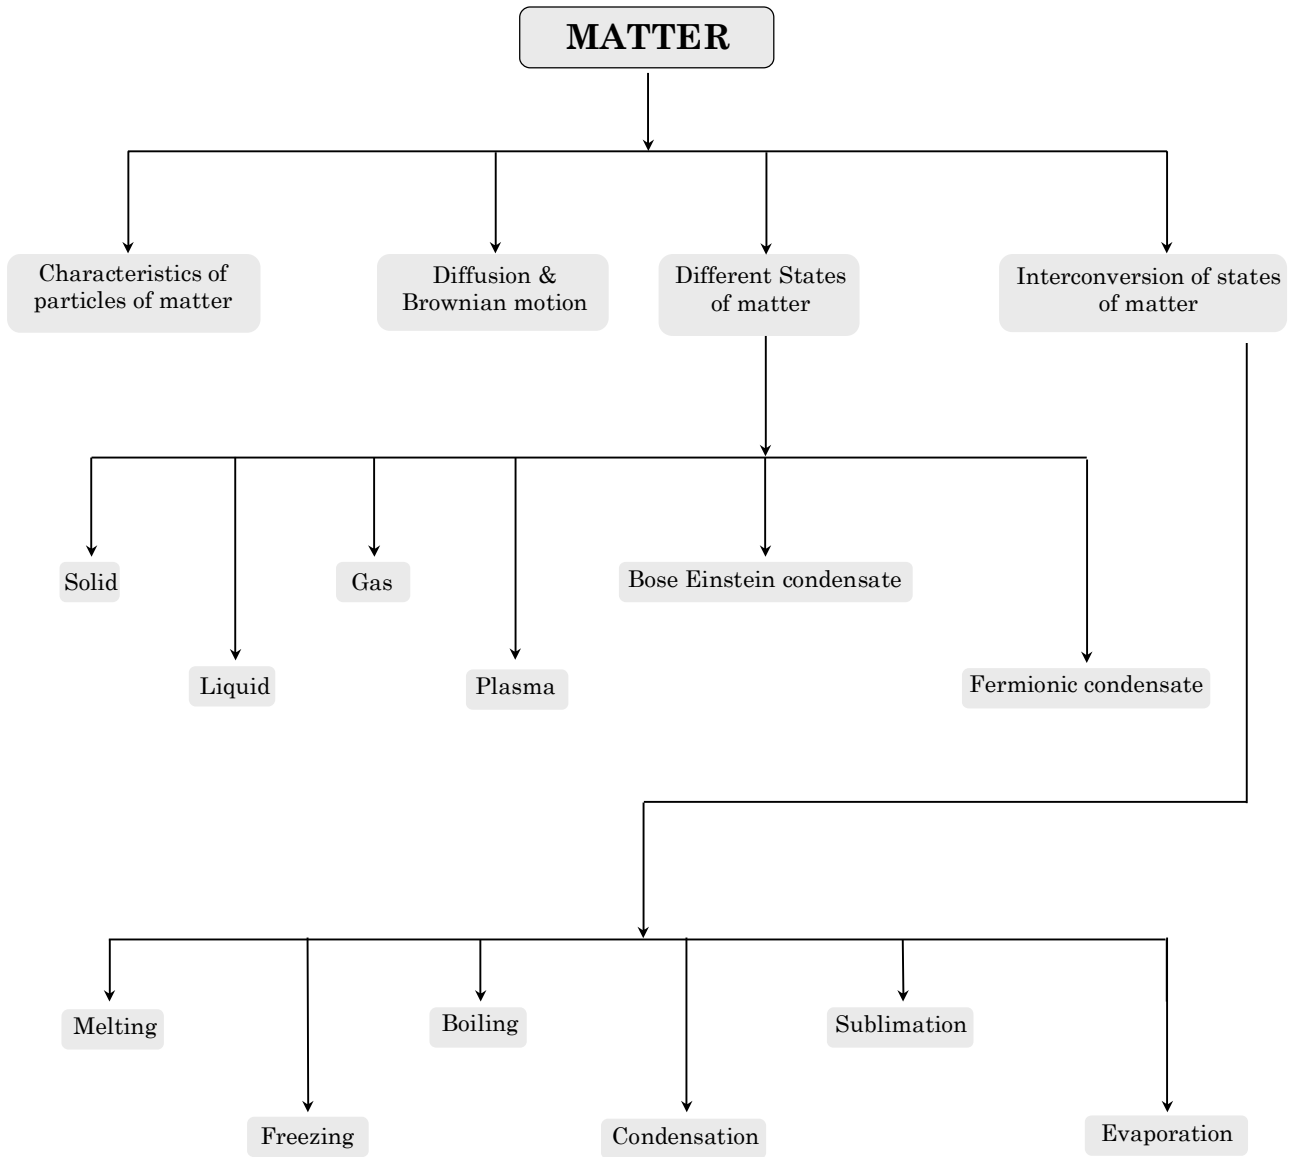 MATTER
Characteristics of
particles of matter
Diffusion &
Brownian motion
Different States
of matter
Interconversion of states
of matter
Solid
Gas
Bose Einstein condensate
Liquid
Plasma
Fermionic condensate
Melting
Boiling
Sublimation
Freezing
Condensation
Evaporation